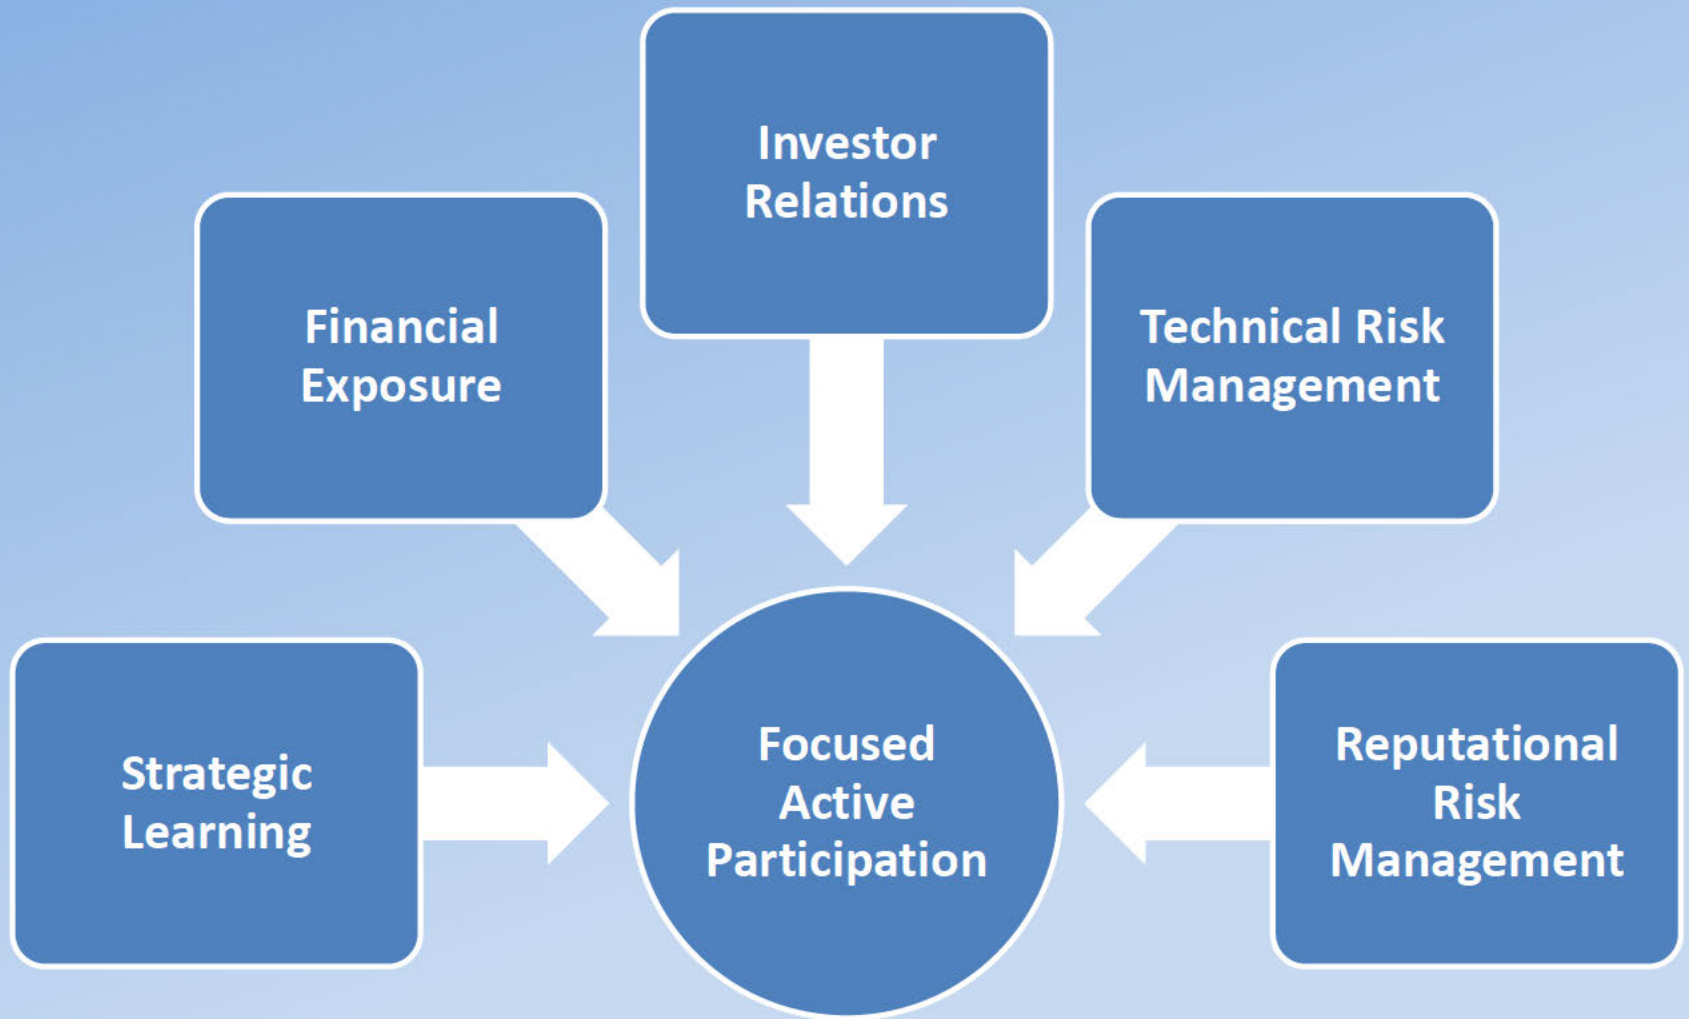 Investor
Relations
Financial
Exposure
Technical Risk
Management
Strategic
Learning
Focused
Active
Participation
Reputational
Risk
Management